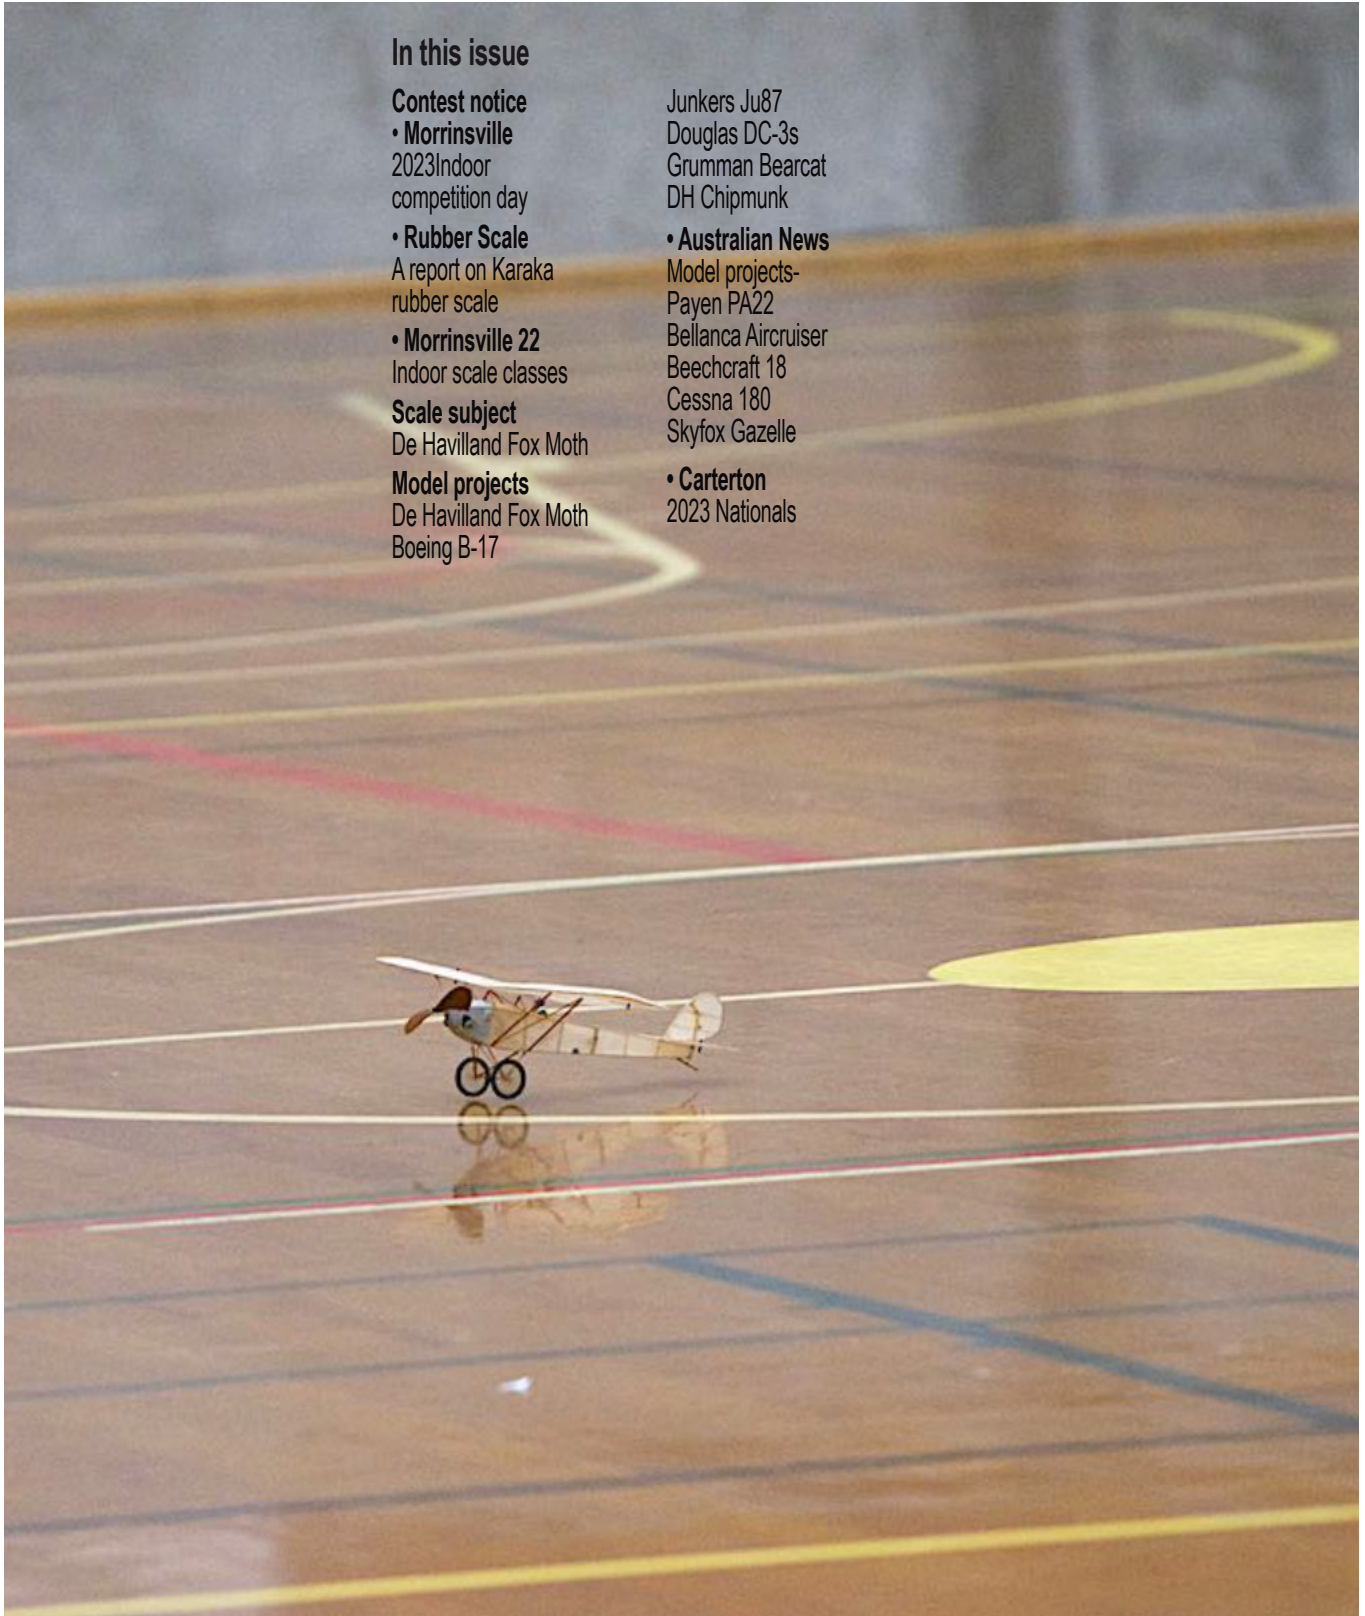 In this issue
Contest notice
• Morrinsville
2023Indoor
competition day
• Rubber Scale
A report on Karaka
rubber scale
• Morrinsville 22
Indoor scale classes
Scale subject
De Havilland Fox Moth
Model projects
De Havilland Fox Moth
Boeing B-17
Junkers Ju87
Douglas DC-3s
Grumman Bearcat
DH Chipmunk
• Australian News
Model projects-
Payen PA22
Bellanca Aircruiser
Beechcraft 18
Cessna 180
Skyfox Gazelle
• Carterton
2023 Nationals